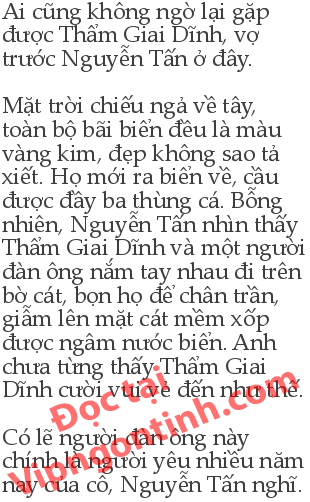 Ai cũng không ngờ lại gặp
được Thẩm Giai Dĩnh, vợ
trước Nguyễn Tấn ở đây.
Mặt trời chiếu ngả về tây,
toàn bộ bãi biển đều là màu
vàng kim, đẹp không sao tả
xiết. Họ mới ra biển về, câu
được đầy ba thùng cá. Bỗng
nhiên, Nguyễn Tấn nhìn thấy
Thẩm Giai Dĩnh và một người
đàn ông nắm tay nhau đi trên
bờ cát, bọn họ để chân trần,
giẫm lên mặt cát mềm xốp
được ngâm nước biển. Anh
chưa từng thấy Thẩm Giai
Dĩnh cười vui vẻ đến như thế.
Có lẽ người đàn ông này
chính là người yêu nhiều năm
nay của cô, Nguyễn Tấn nghĩ.
Đọc tại
Vipngontinh.com